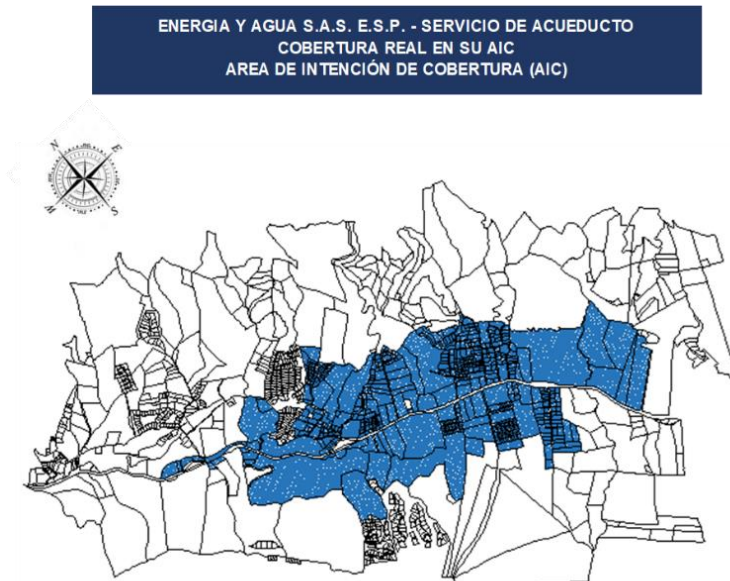 ENERGIA Y AGUA S.A.S. E.S.P. - SERVICIO DE ACUEDUCTO
COBERTURA REAL EN SU AIC
AREA DE INTENCIÓN DE COBERTURA (AIC)
N
E
W
S